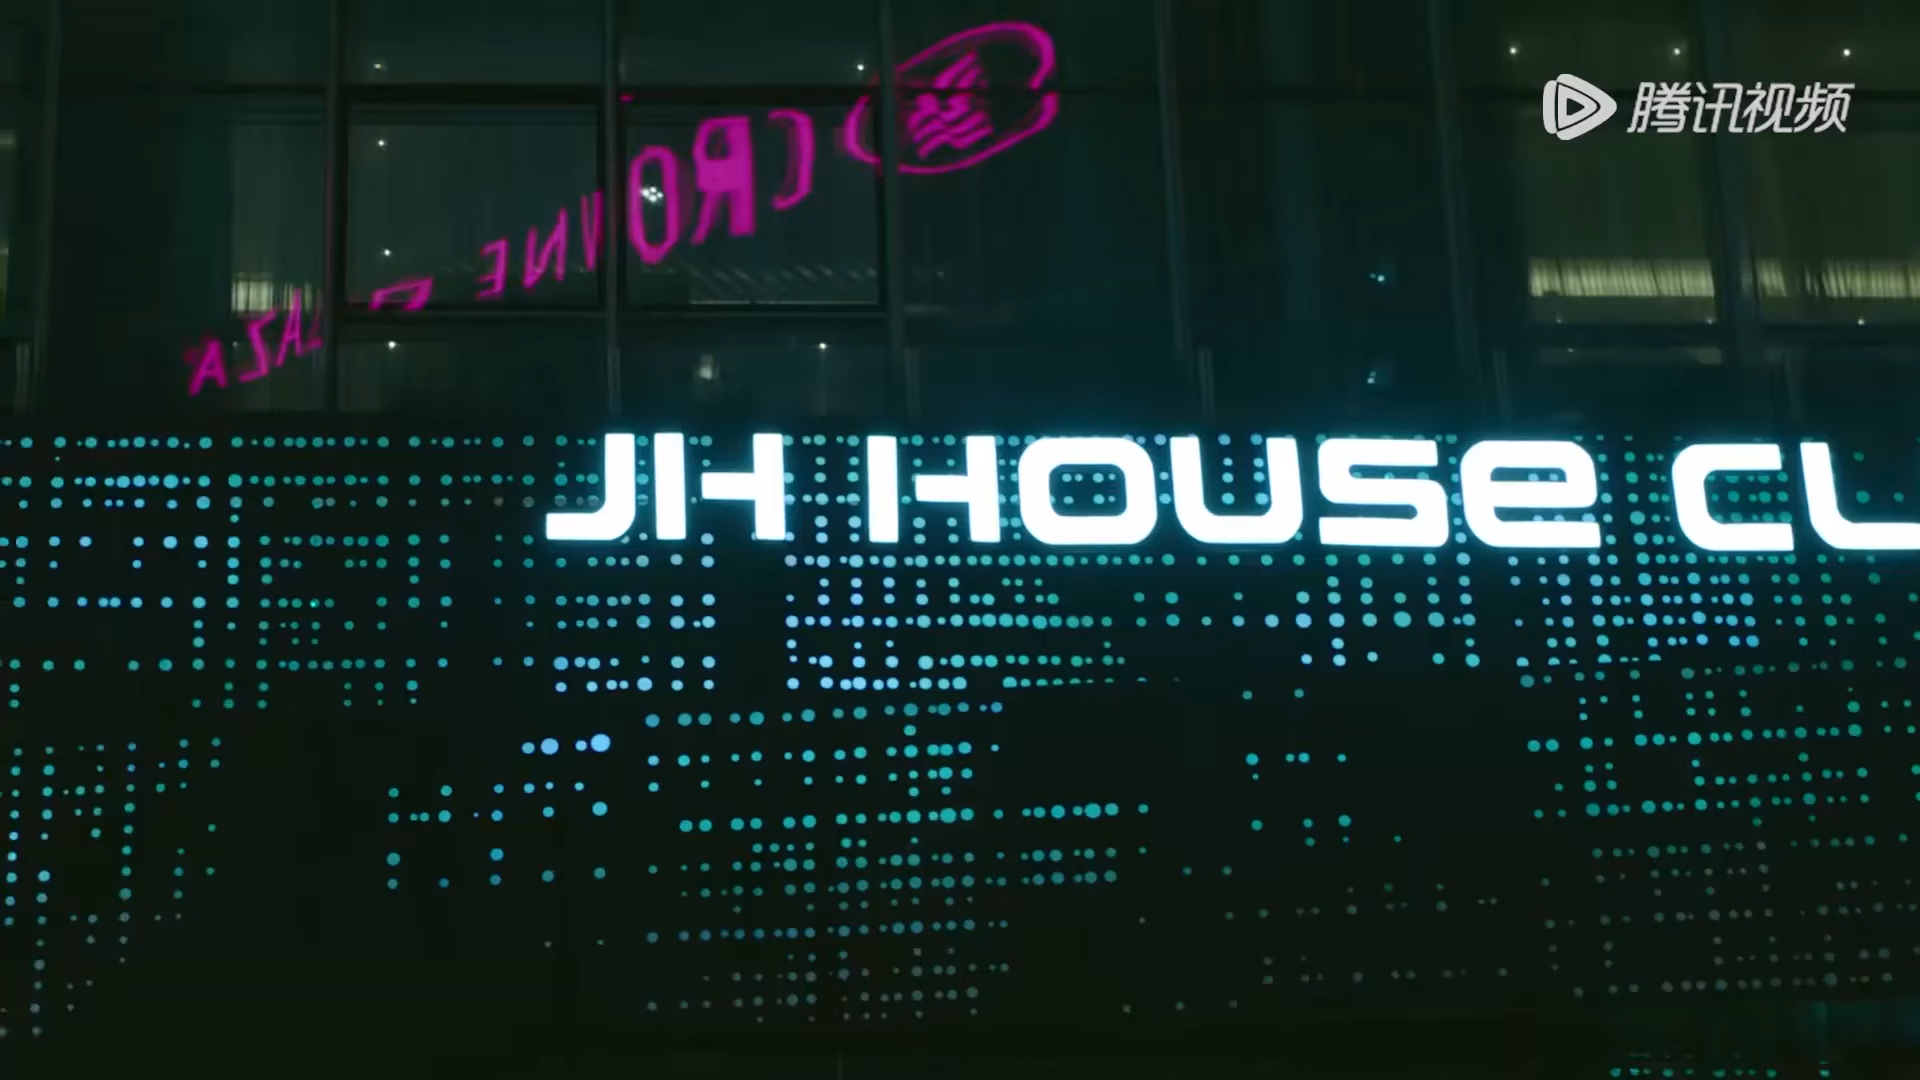 腾讯视频
CROWNE PLAZA
JH HOUSE CL